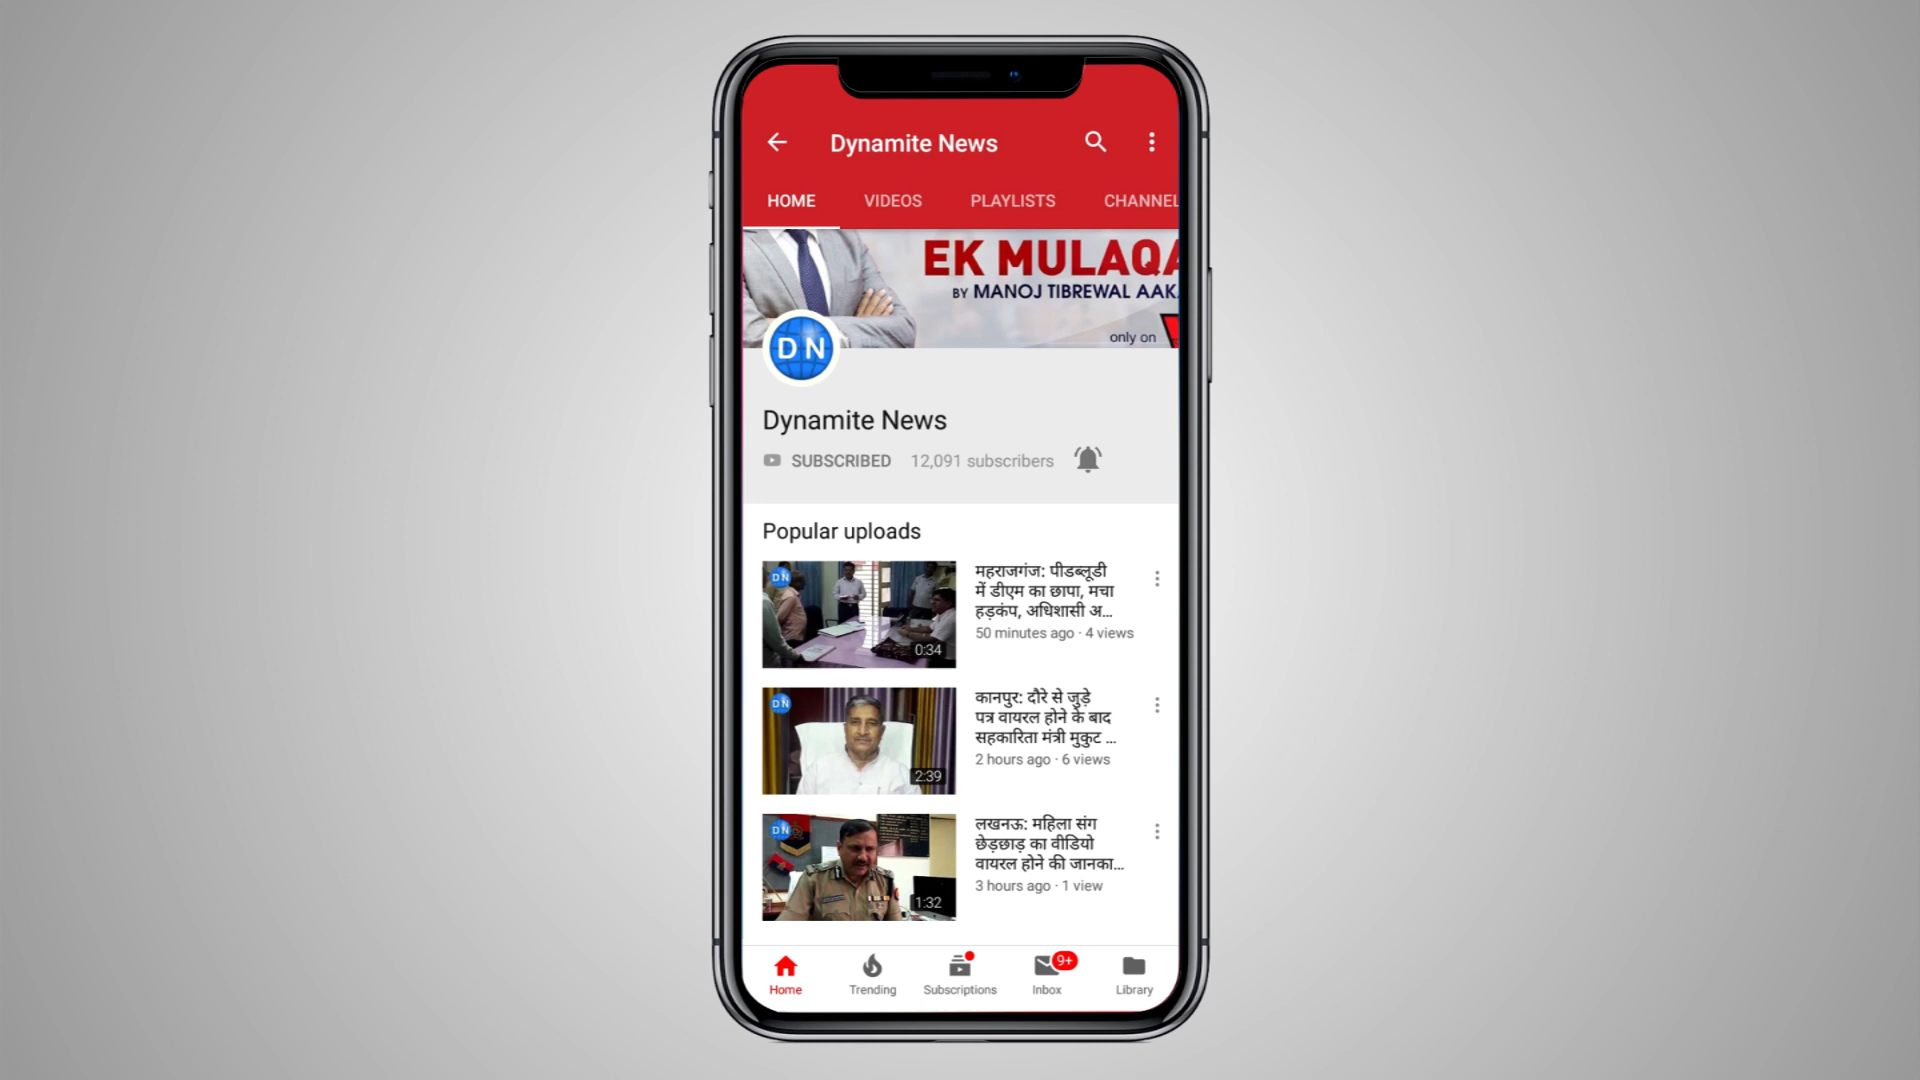 Dynamite News
HOME VIDEOS PLAYLISTS CHANNEL
EK MULAQA
BY MANOJ TIBREWAL AAK
only on
DN
Dynamite News
SUBSCRIBED 12,091 subscribers
Popular uploads
DN
0:34
महराजगंज: पीडब्लूडी
में डीएम का छापा, मचा
हड़कंप, अधिशासी अ...
50 minutes ago · 4 views
DN
2:39
कानपुर: दौरे से जुड़े
पत्र वायरल होने के बाद
सहकारिता मंत्री मुकुट ...
2 hours ago · 6 views
DN
1:32
लखनऊ: महिला संग
छेड़छाड़ का वीडियो
वायरल होने की जानका...
3 hours ago · 1 view
9+
Home Trending Subscriptions Inbox Library